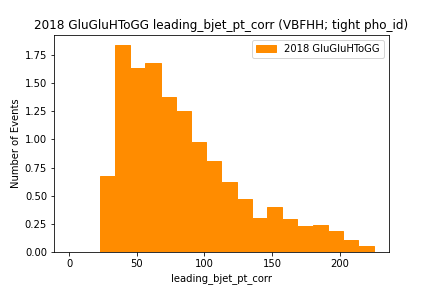 2018 GluGluHToGG leading_bjet_pt_corr (VBFHH; tight pho_id)
2018 GluGluHToGG
Number of Events
1.75
1.50
1.25
1.00
0.75
0.50
0.25
0.00
0 50 100 150 200
leading_bjet_pt_corr